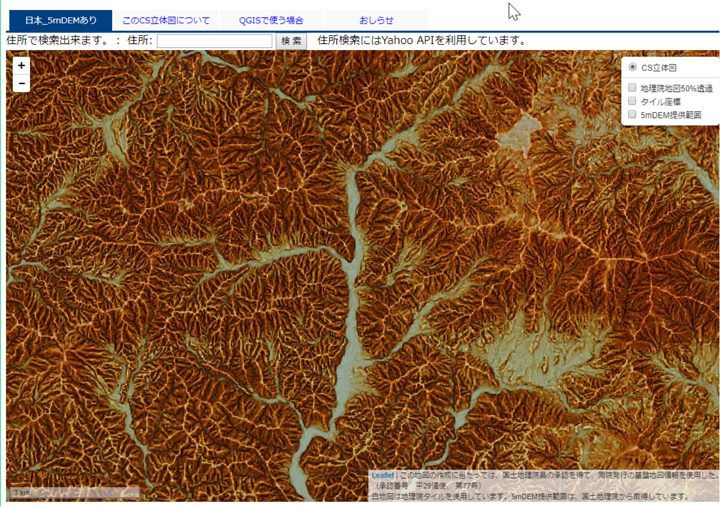 日本_5mDEMあり このCS立体図について QGISで使う場合 おしらせ
住所で検索出来ます。： 住所: 検 索 住所検索にはYahoo APIを利用しています。
+
−
CS立体図
地理院地図50%透過
タイル座標
5mDEM提供範囲
Leaflet | この地図の作成に当たっては、国土地理院長の承認を得て、同院発行の基盤地図情報を使用した。
（承認番号 平29情使、 第77号）
3 km
白地図は地理院タイルを使用しています。5mDEM提供範囲は、国土地理院から取得しています。